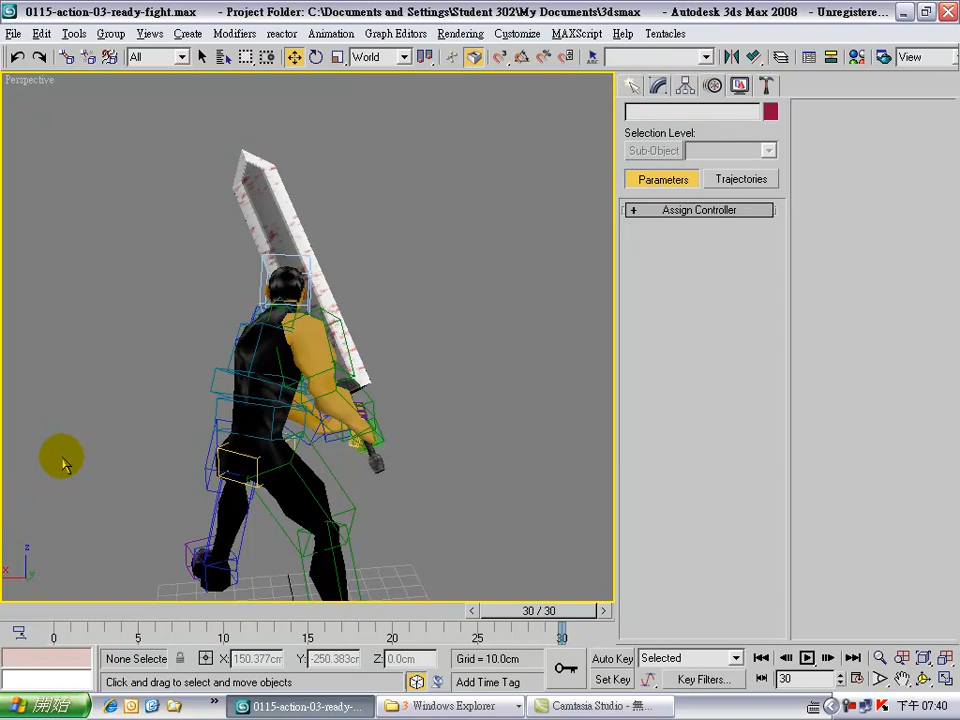 0115-action-03-ready-fight.max - Project Folder: C:\Documents and Settings\Student 302\My Documents\3dsmax - Autodesk 3ds Max 2008 - Unregistere...
File Edit Tools Group Views Create Modifiers reactor Animation Graph Editors Rendering Customize MAXScript Help Tentacles
All World View
Perspective
Selection Level:
Sub-Object
Parameters Trajectories
+ Assign Controller
z
x
y
< 30 / 30 >
0 5 10 15 20 25 30
None Selecte X: 150.377cm Y: -250.383cm Z: 0.0cm Grid = 10.0cm Auto Key Selected
Click and drag to select and move objects Add Time Tag Set Key Key Filters... 30
開始 » 0115-action-03-ready-... 3 Windows Explorer Camtasia Studio - 無... 下午 07:40